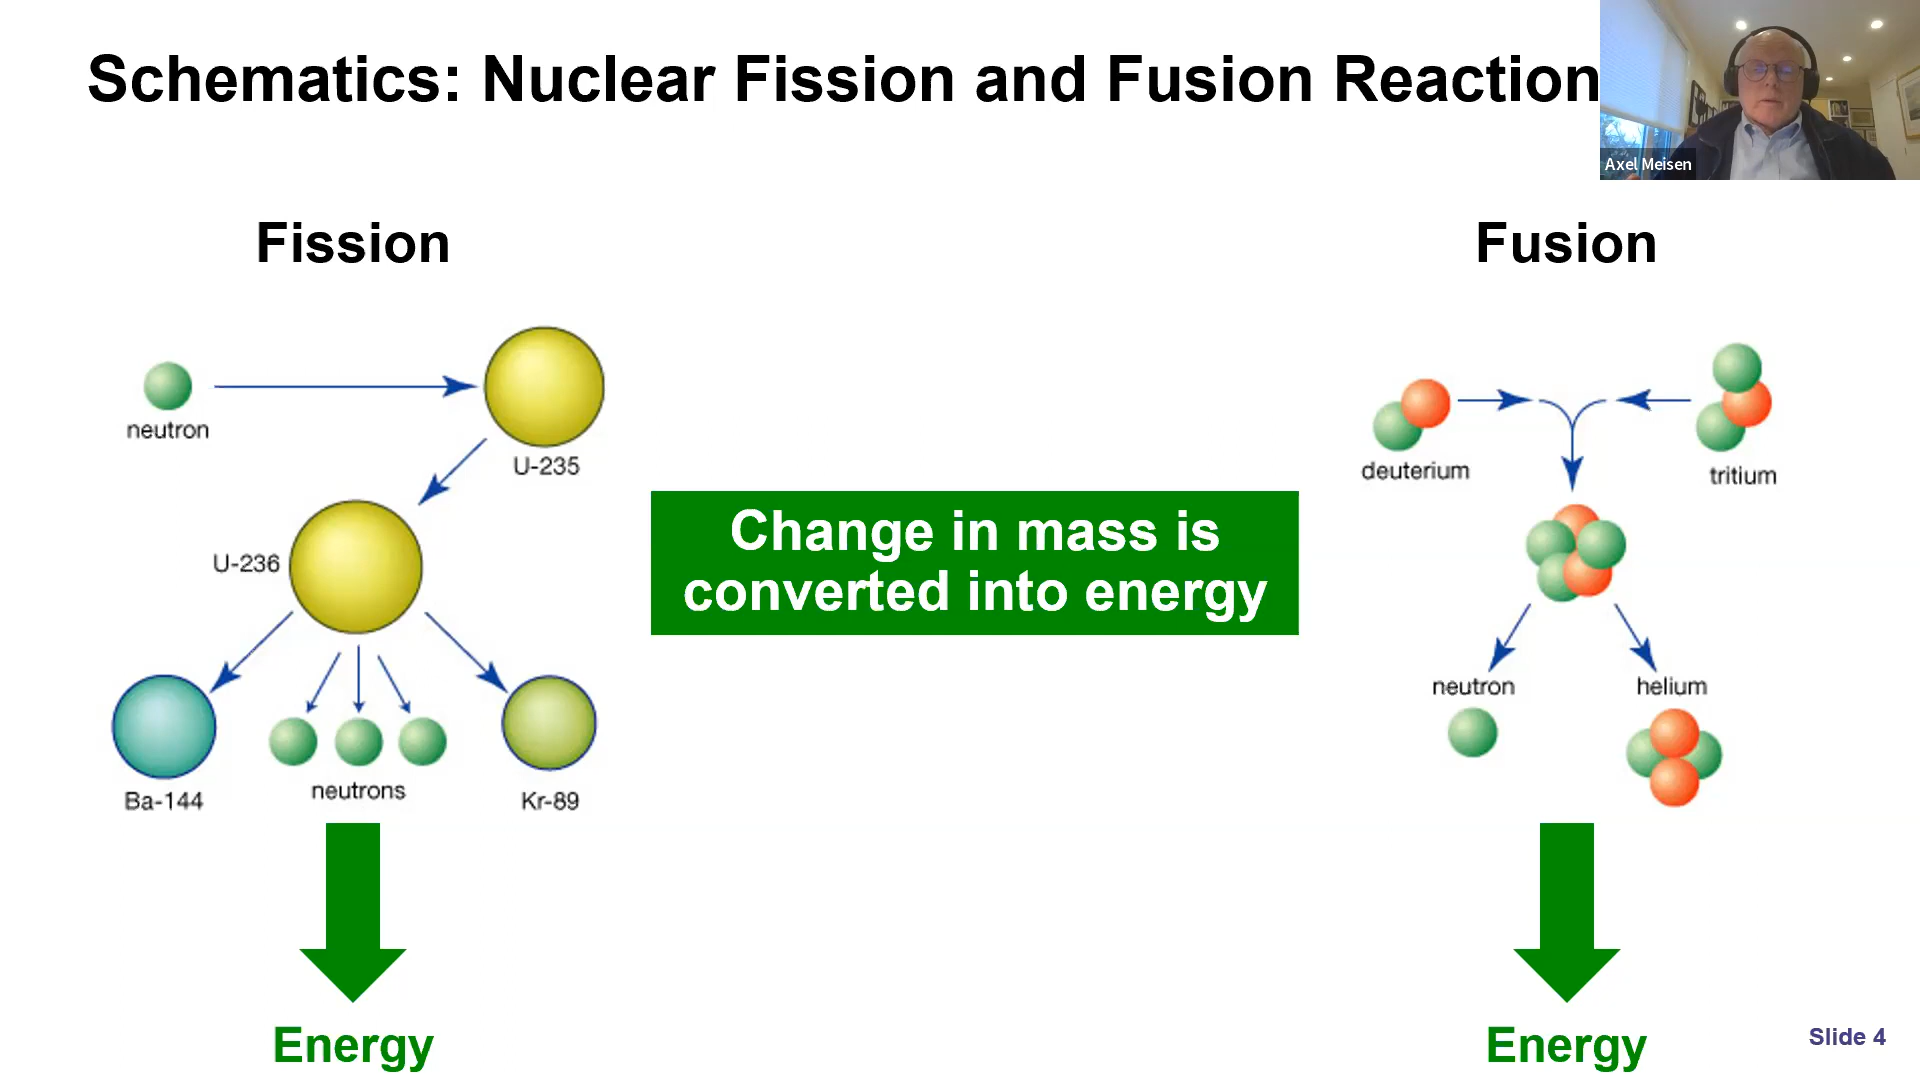 Schematics: Nuclear Fission and Fusion Reaction
Axel Meisen
Fission
Fusion
neutron
U-235
deuterium
tritium
U-236
Change in mass is
converted into energy
neutron
helium
Ba-144
neutrons
Kr-89
Energy
Energy
Slide 4